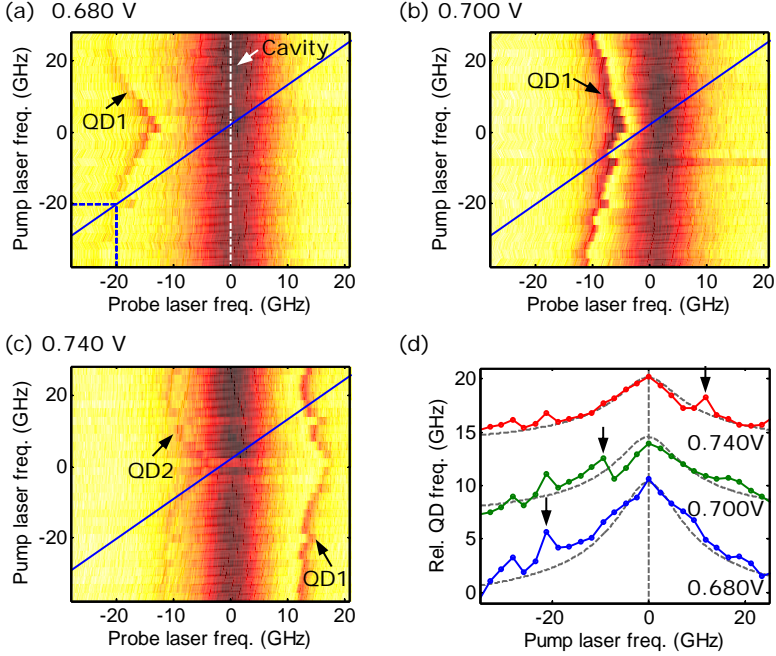 (a) 0.680 V
Pump laser freq. (GHz)
20
0
-20
-20 -10 0 10 20
Probe laser freq. (GHz)
QD1
Cavity
(b) 0.700 V
Pump laser freq. (GHz)
20
0
-20
-20 -10 0 10 20
Probe laser freq. (GHz)
QD1
(c) 0.740 V
Pump laser freq. (GHz)
20
0
-20
-20 -10 0 10 20
Probe laser freq. (GHz)
QD2
QD1
(d)
Rel. QD freq. (GHz)
20
15
10
5
0
-20 0 20
Pump laser freq. (GHz)
0.740V
0.700V
0.680V